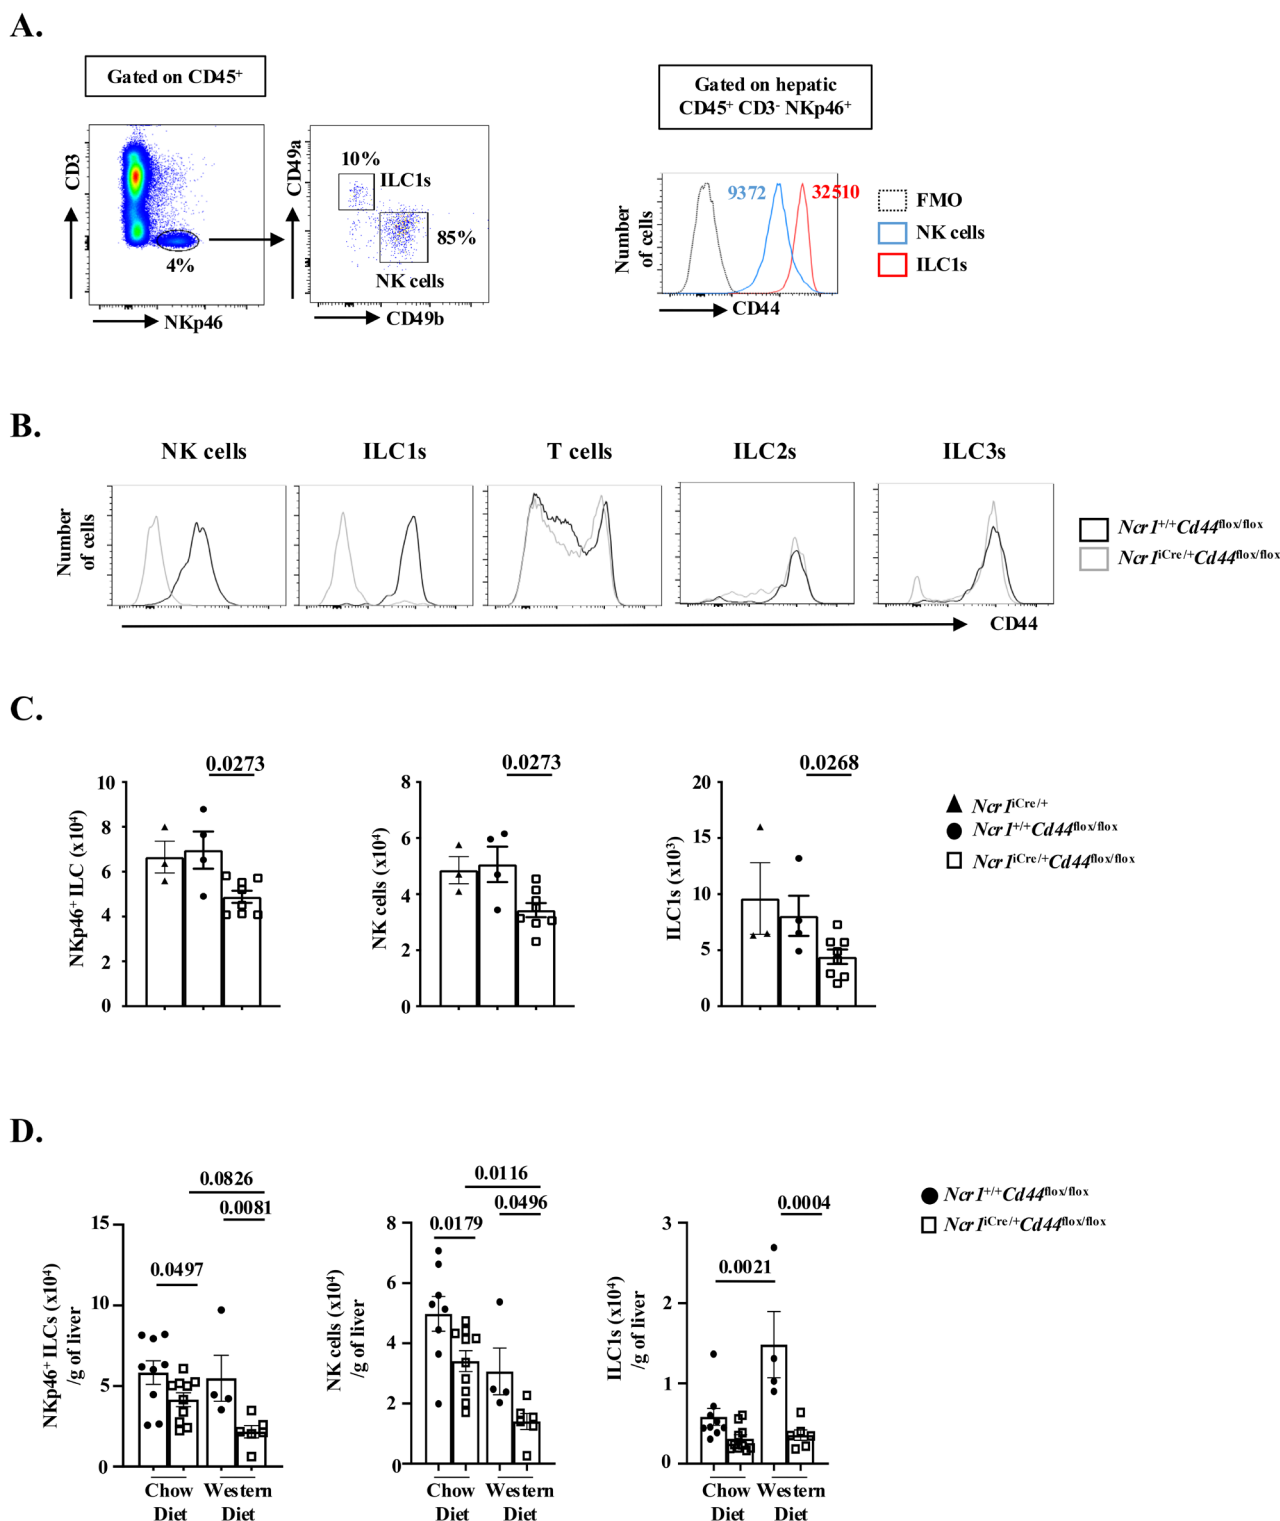 A.
Gated on CD45⁺
CD3
4%
NKp46
CD49a
10%
ILC1s
85%
NK cells
CD49b
Gated on hepatic
CD45⁺ CD3⁻ NKp46⁺
Number
of cells
9372
32510
CD44
FMO
NK cells
ILC1s
B.
NK cells
ILC1s
T cells
ILC2s
ILC3s
Number
of cells
CD44
Ncr1⁺/⁺Cd44flox/flox
Ncr1iCre/⁺Cd44flox/flox
C.
NKp46⁺ ILC (x10⁴)
10
8
6
4
2
0
0.0273
NK cells (x10⁴)
8
6
4
2
0
0.0273
ILC1s (x10³)
20
15
10
5
0
0.0268
Ncr1iCre/⁺
Ncr1⁺/⁺Cd44flox/flox
Ncr1iCre/⁺Cd44flox/flox
D.
NKp46⁺ ILCs (x10⁴)
/g of liver
15
10
5
0
0.0826
0.0081
0.0497
Chow
Diet
Western
Diet
NK cells (x10⁴)
/g of liver
8
6
4
2
0
0.0116
0.0496
0.0179
Chow
Diet
Western
Diet
ILC1s (x10⁴)
/g of liver
3
2
1
0
0.0004
0.0021
Chow
Diet
Western
Diet
Ncr1⁺/⁺Cd44flox/flox
Ncr1iCre/⁺Cd44flox/flox